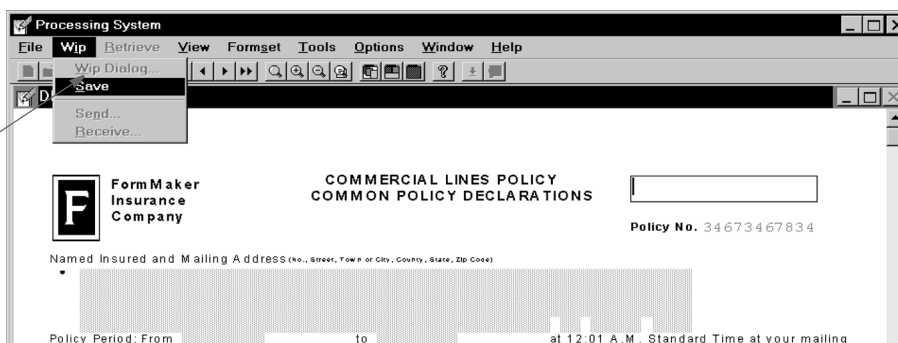 Processing System
File Wip Retrieve View Formset Tools Options Window Help
Wip Dialog...
Save
Send...
Receive...
D
F
FormMaker
Insurance
Company
COMMERCIAL LINES POLICY
COMMON POLICY DECLARATIONS
Policy No. 34673467834
Named Insured and Mailing Address (No., Street, Town or City, County, State, Zip Code)
Policy Period: From to at 12:01 A.M. Standard Time at your mailing